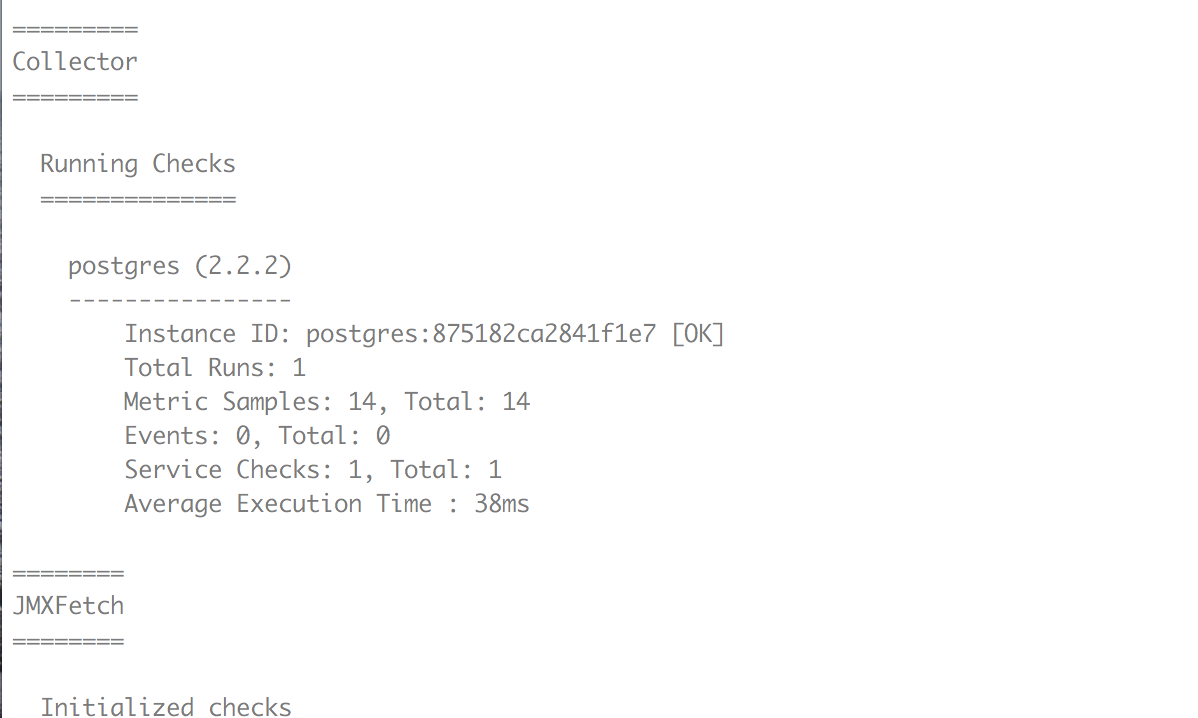 =========
Collector
=========
Running Checks
==============
postgres (2.2.2)
----------------
Instance ID: postgres:875182ca2841f1e7 [OK]
Total Runs: 1
Metric Samples: 14, Total: 14
Events: 0, Total: 0
Service Checks: 1, Total: 1
Average Execution Time : 38ms
========
JMXFetch
========
Initialized checks